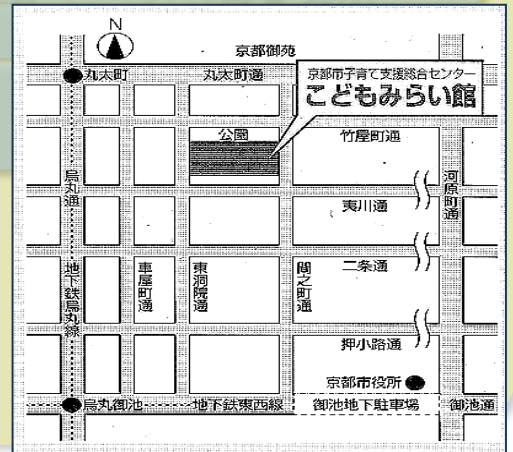 N
京都御苑
丸太町
丸太町通
京都市子育て支援総合センター
こどもみらい館
公園
竹屋町通
烏丸通
河原町通
夷川通
地下鉄烏丸線
車屋町通
東洞院通
間之町通
二条通
押小路通
京都市役所
烏丸御池
地下鉄東西線
御池地下駐車場
御池通